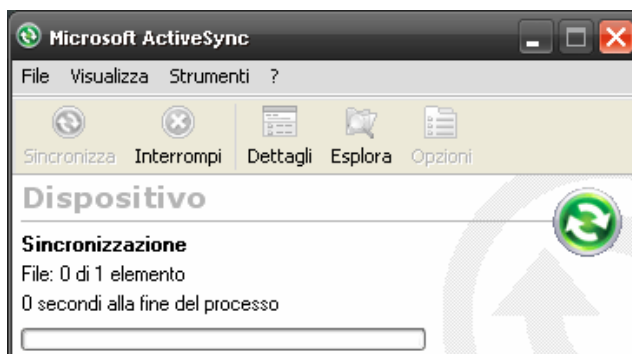 Microsoft ActiveSync
File Visualizza Strumenti ?
Sincronizza Interrompi Dettagli Esplora Opzioni
Dispositivo
Sincronizzazione
File: 0 di 1 elemento
0 secondi alla fine del processo